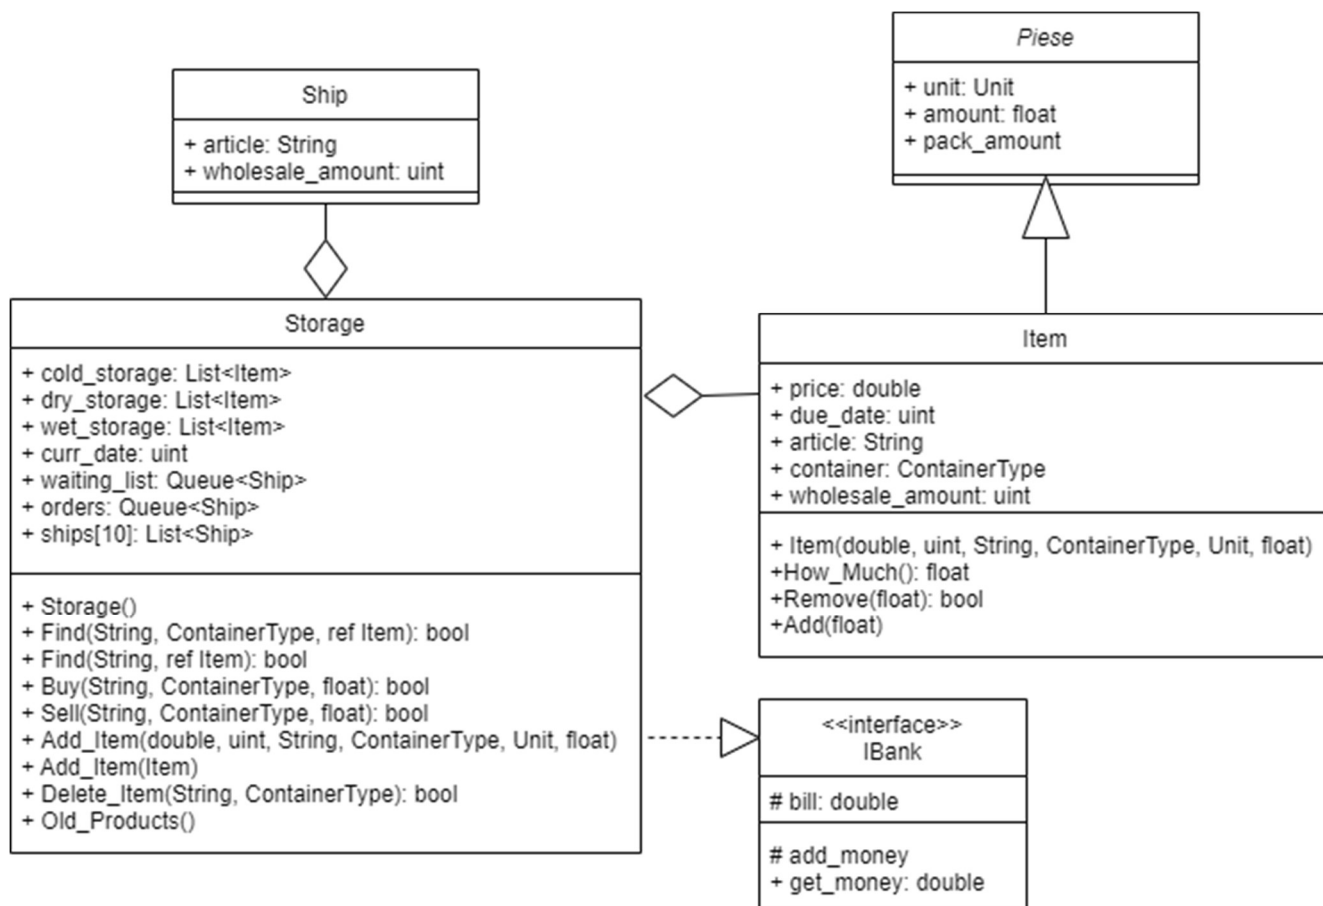 Piese
+ unit: Unit
+ amount: float
+ pack_amount
Ship
+ article: String
+ wholesale_amount: uint
Storage
+ cold_storage: List<Item>
+ dry_storage: List<Item>
+ wet_storage: List<Item>
+ curr_date: uint
+ waiting_list: Queue<Ship>
+ orders: Queue<Ship>
+ ships[10]: List<Ship>
+ Storage()
+ Find(String, ContainerType, ref Item): bool
+ Find(String, ref Item): bool
+ Buy(String, ContainerType, float): bool
+ Sell(String, ContainerType, float): bool
+ Add_Item(double, uint, String, ContainerType, Unit, float)
+ Add_Item(Item)
+ Delete_Item(String, ContainerType): bool
+ Old_Products()
Item
+ price: double
+ due_date: uint
+ article: String
+ container: ContainerType
+ wholesale_amount: uint
+ Item(double, uint, String, ContainerType, Unit, float)
+How_Much(): float
+Remove(float): bool
+Add(float)
<<interface>>
IBank
# bill: double
# add_money
+ get_money: double